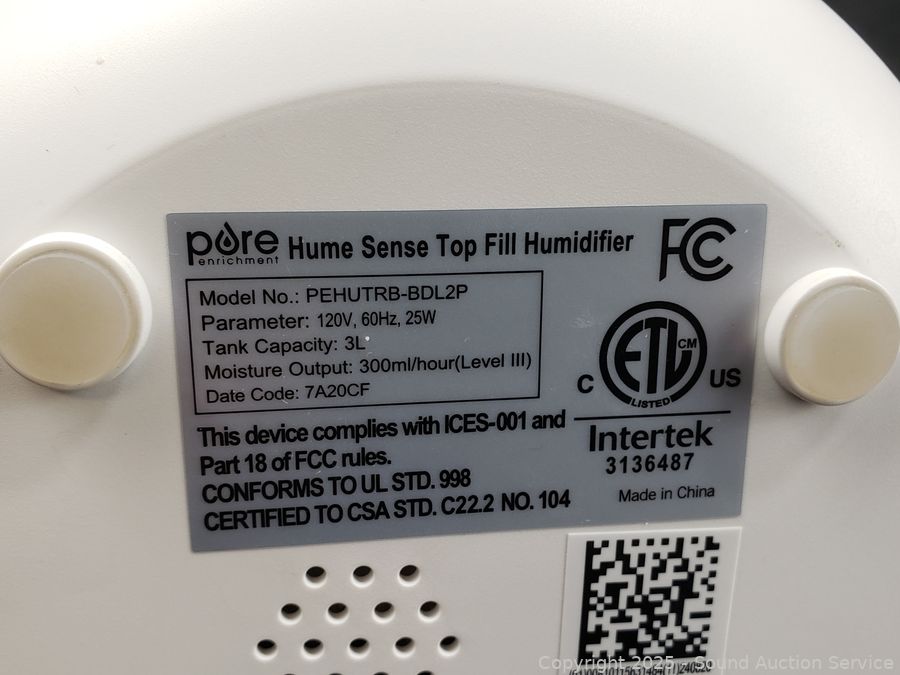 pure enrichment Hume Sense Top Fill Humidifier
FC
Model No.: PEHUTRB-BDL2P
Parameter: 120V, 60Hz, 25W
Tank Capacity: 3L
Moisture Output: 300ml/hour(Level III)
Date Code: 7A20CF
This device complies with ICES-001 and
Part 18 of FCC rules.
CONFORMS TO UL STD. 998
CERTIFIED TO CSA STD. C22.2 NO. 104
ETL CM
LISTED
C US
Intertek
3136487
Made in China
Copyright 2025 - Sound Auction Service